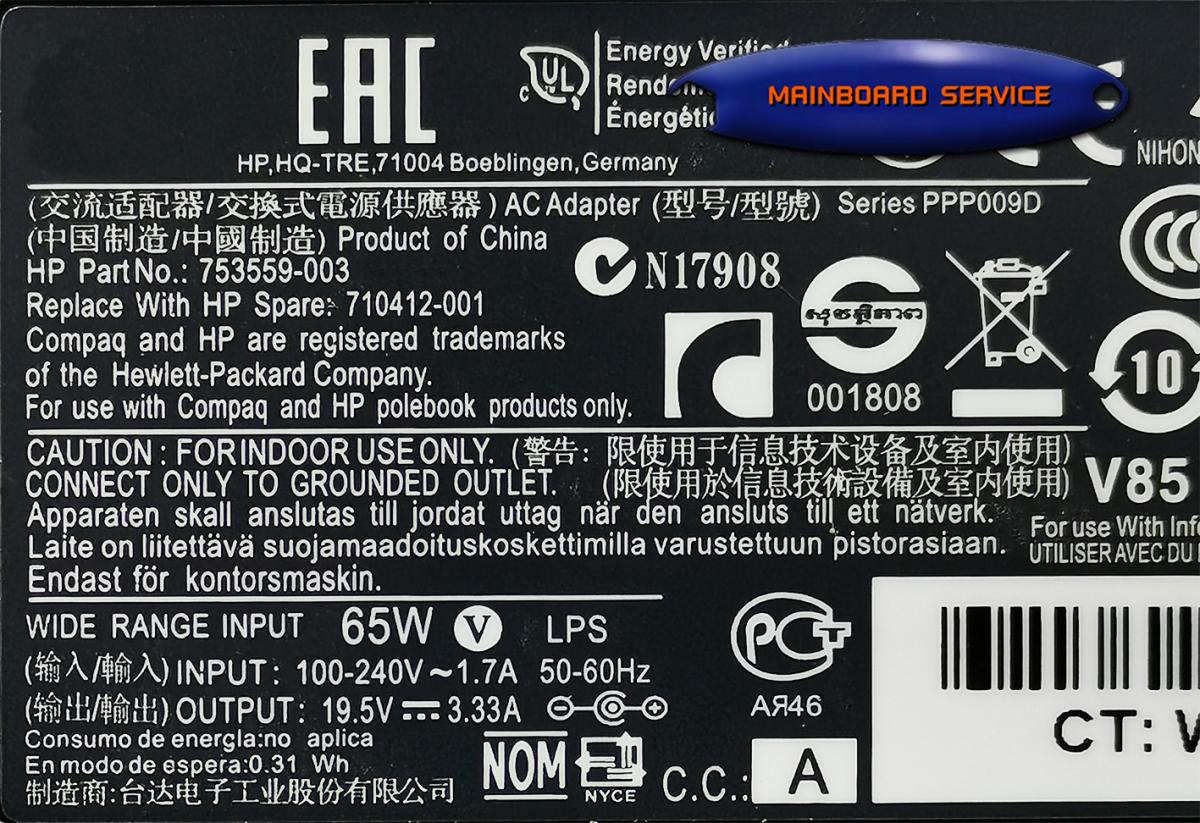 EAC
C UL
Energy Verified
MAINBOARD SERVICE
Énergétic
HP,HQ-TRE,71004 Boeblingen,Germany
NIHON
(交流适配器/交換式電源供應器) AC Adapter (型号/型號) Series PPP009D
(中国制造/中國制造) Product of China
HP PartNo.: 753559-003
N17908
Replace With HP Spare: 710412-001
Compaq and HP are registered trademarks
of the Hewlett-Packard Company.
001808
10
For use with Compaq and HP polebook products only.
CAUTION : FOR INDOOR USE ONLY. (警告: 限使用于信息技术设备及室内使用)
CONNECT ONLY TO GROUNDED OUTLET. (限使用於信息技術設備及室内使用)
V85
Apparaten skall anslutas till jordat uttag när den ansluts till ett nätverk.
For use With Inf
Laite on liitettävä suojamaadoituskoskettimilla varustettuun pistorasiaan.
UTILISER AVEC DU
Endast för kontorsmaskin.
WIDE RANGE INPUT 65W V LPS
(输入/輸入) INPUT: 100-240V~1.7A 50-60Hz
(输出/輸出) OUTPUT: 19.5V 3.33A
PCT
АЯ46
Consumo de energla:no aplica
En modo de espera:0.31 Wh
制造商:台达电子工业股份有限公司
NOM
NYCE
C.C.: A
CT: